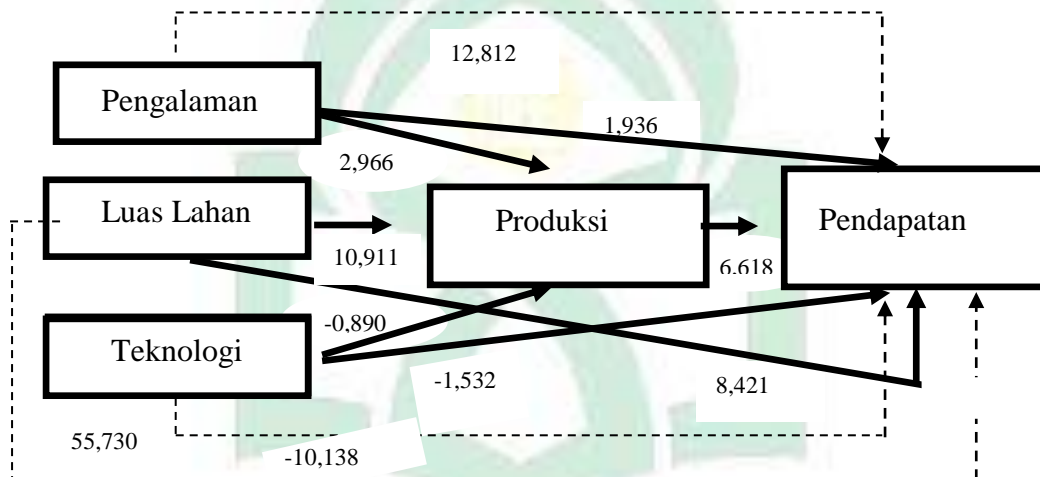 12,812
Pengalaman
1,936
2,966
Luas Lahan
Produksi
Pendapatan
10,911
6.618
-0,890
Teknologi
-1,532
8,421
55,730
-10,138